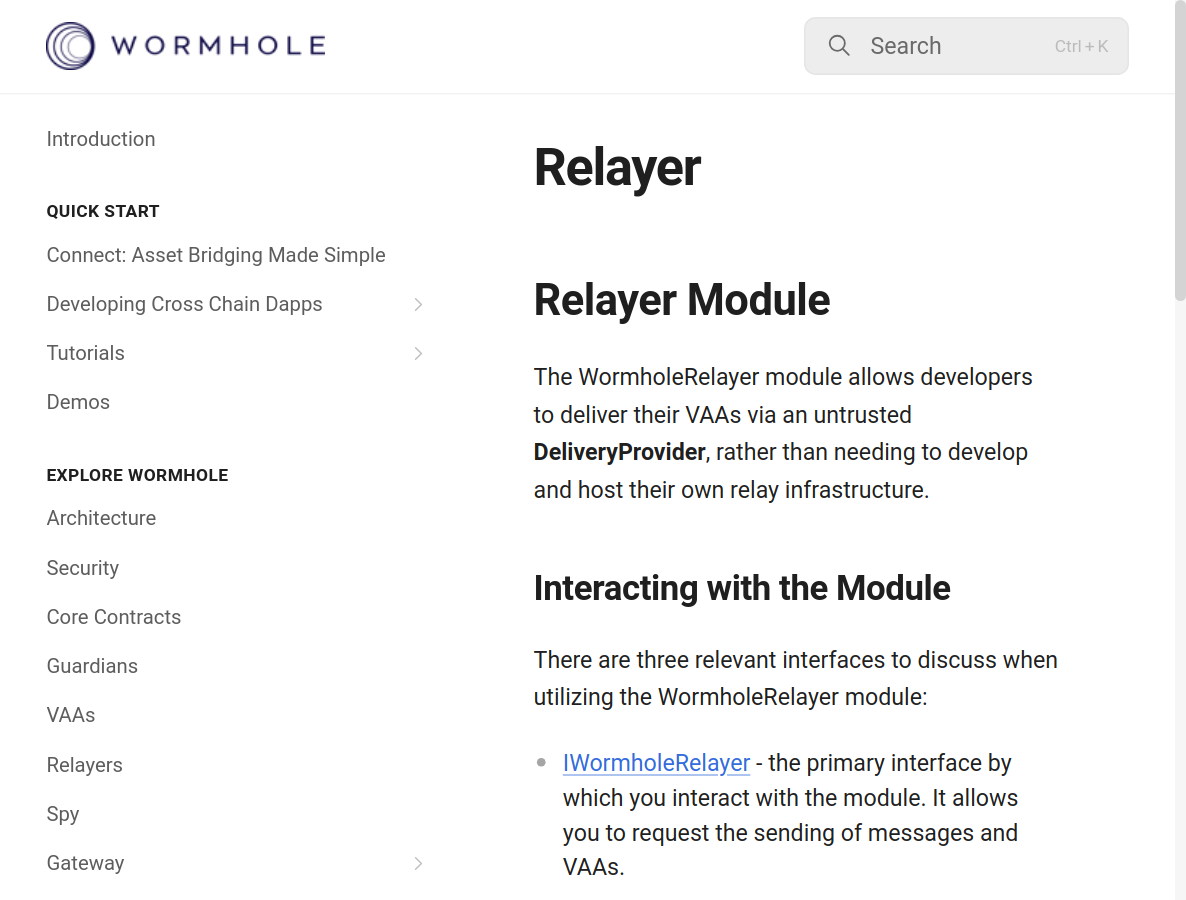 WORMHOLE
Search
Ctrl + K
Introduction
QUICK START
Connect: Asset Bridging Made Simple
Developing Cross Chain Dapps
Tutorials
Demos
EXPLORE WORMHOLE
Architecture
Security
Core Contracts
Guardians
VAAs
Relayers
Spy
Gateway
Relayer
Relayer Module
The WormholeRelayer module allows developers
to deliver their VAAs via an untrusted
DeliveryProvider, rather than needing to develop
and host their own relay infrastructure.
Interacting with the Module
There are three relevant interfaces to discuss when
utilizing the WormholeRelayer module:
IWormholeRelayer - the primary interface by
which you interact with the module. It allows
you to request the sending of messages and
VAAs.